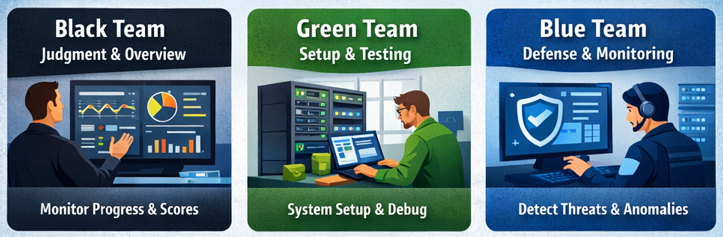 Black Team
Judgment & Overview
Monitor Progress & Scores
Green Team
Setup & Testing
System Setup & Debug
Blue Team
Defense & Monitoring
Detect Threats & Anomalies